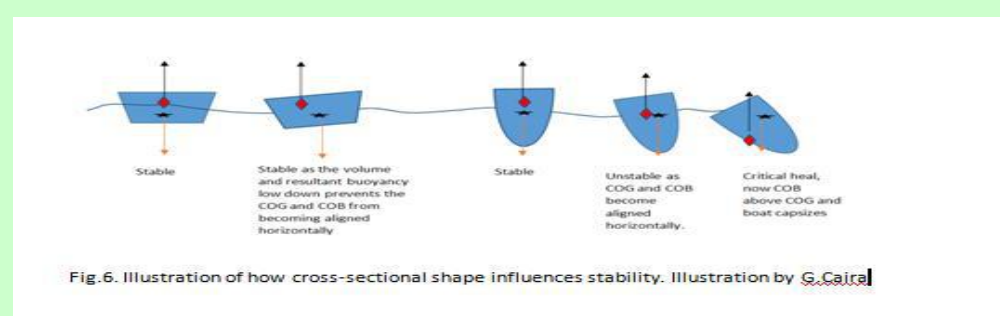 Stable
Stable as the volume
and resultant buoyancy
low down prevents the
COG and COB from
becoming aligned
horizontally
Stable
Unstable as
COG and COB
become
aligned
horizontally.
Critical heal,
now COB
above COG and
boat capsizes
Fig.6. Illustration of how cross-sectional shape influences stability. Illustration by G.Caira